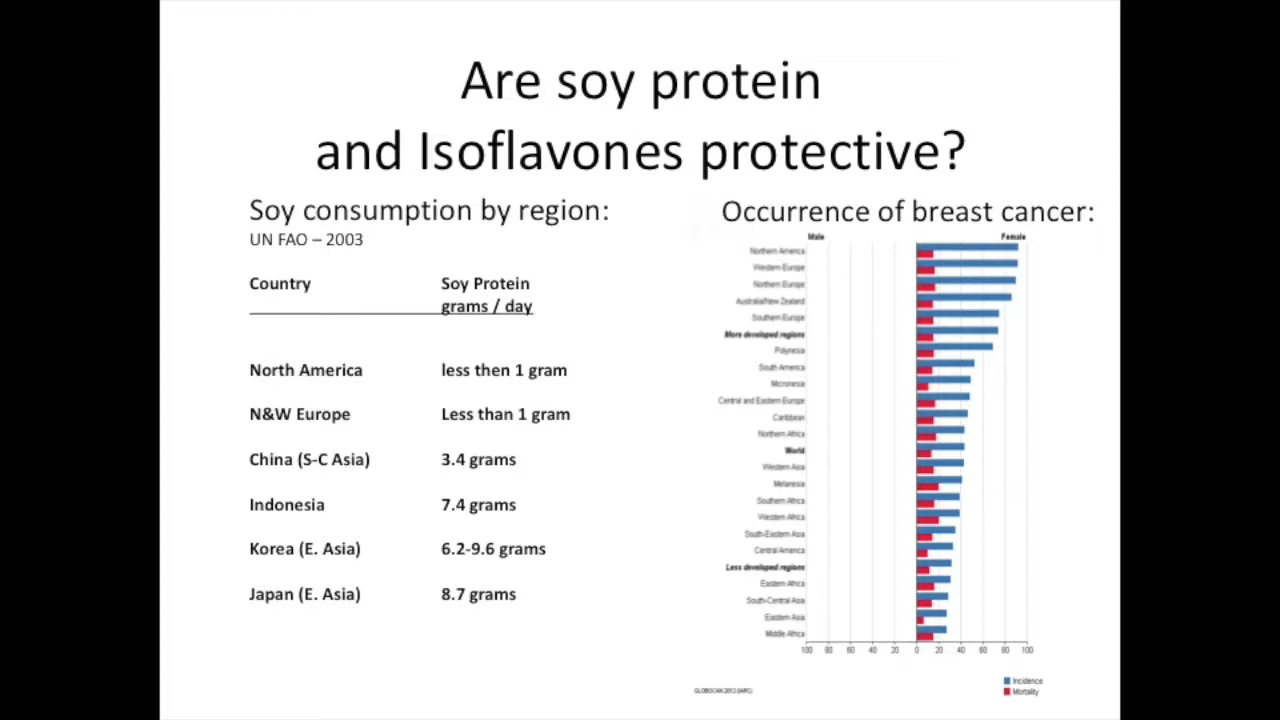 Are soy protein
and Isoflavones protective?
Soy consumption by region:
UN FAO – 2003
Country Soy Protein
grams / day
North America less then 1 gram
N&W Europe Less than 1 gram
China (S-C Asia) 3.4 grams
Indonesia 7.4 grams
Korea (E. Asia) 6.2-9.6 grams
Japan (E. Asia) 8.7 grams
Occurrence of breast cancer:
Male Female
Northern America
Western Europe
Northern Europe
Australia/New Zealand
Southern Europe
More developed regions
Polynesia
South America
Micronesia
Central and Eastern Europe
Caribbean
Northern Africa
World
Western Asia
Melanesia
Southern Africa
Western Africa
South-Eastern Asia
Central America
Less developed regions
Eastern Africa
South-Central Asia
Eastern Asia
Middle Africa
100 80 60 40 20 0 20 40 60 80 100
Incidence
Mortality
GLOBOCAN 2012 (IARC)